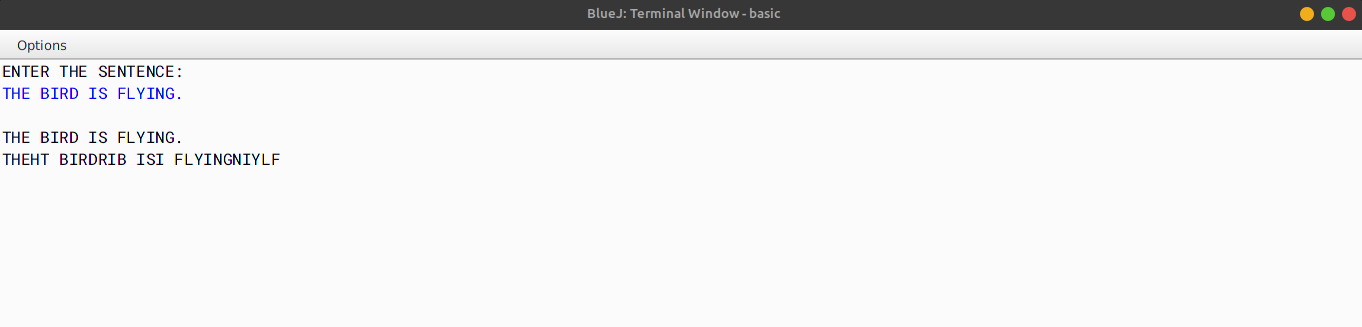 BlueJ: Terminal Window - basic
Options
ENTER THE SENTENCE:
THE BIRD IS FLYING.
THE BIRD IS FLYING.
THEHT BIRDRIB ISI FLYINGNIYLF